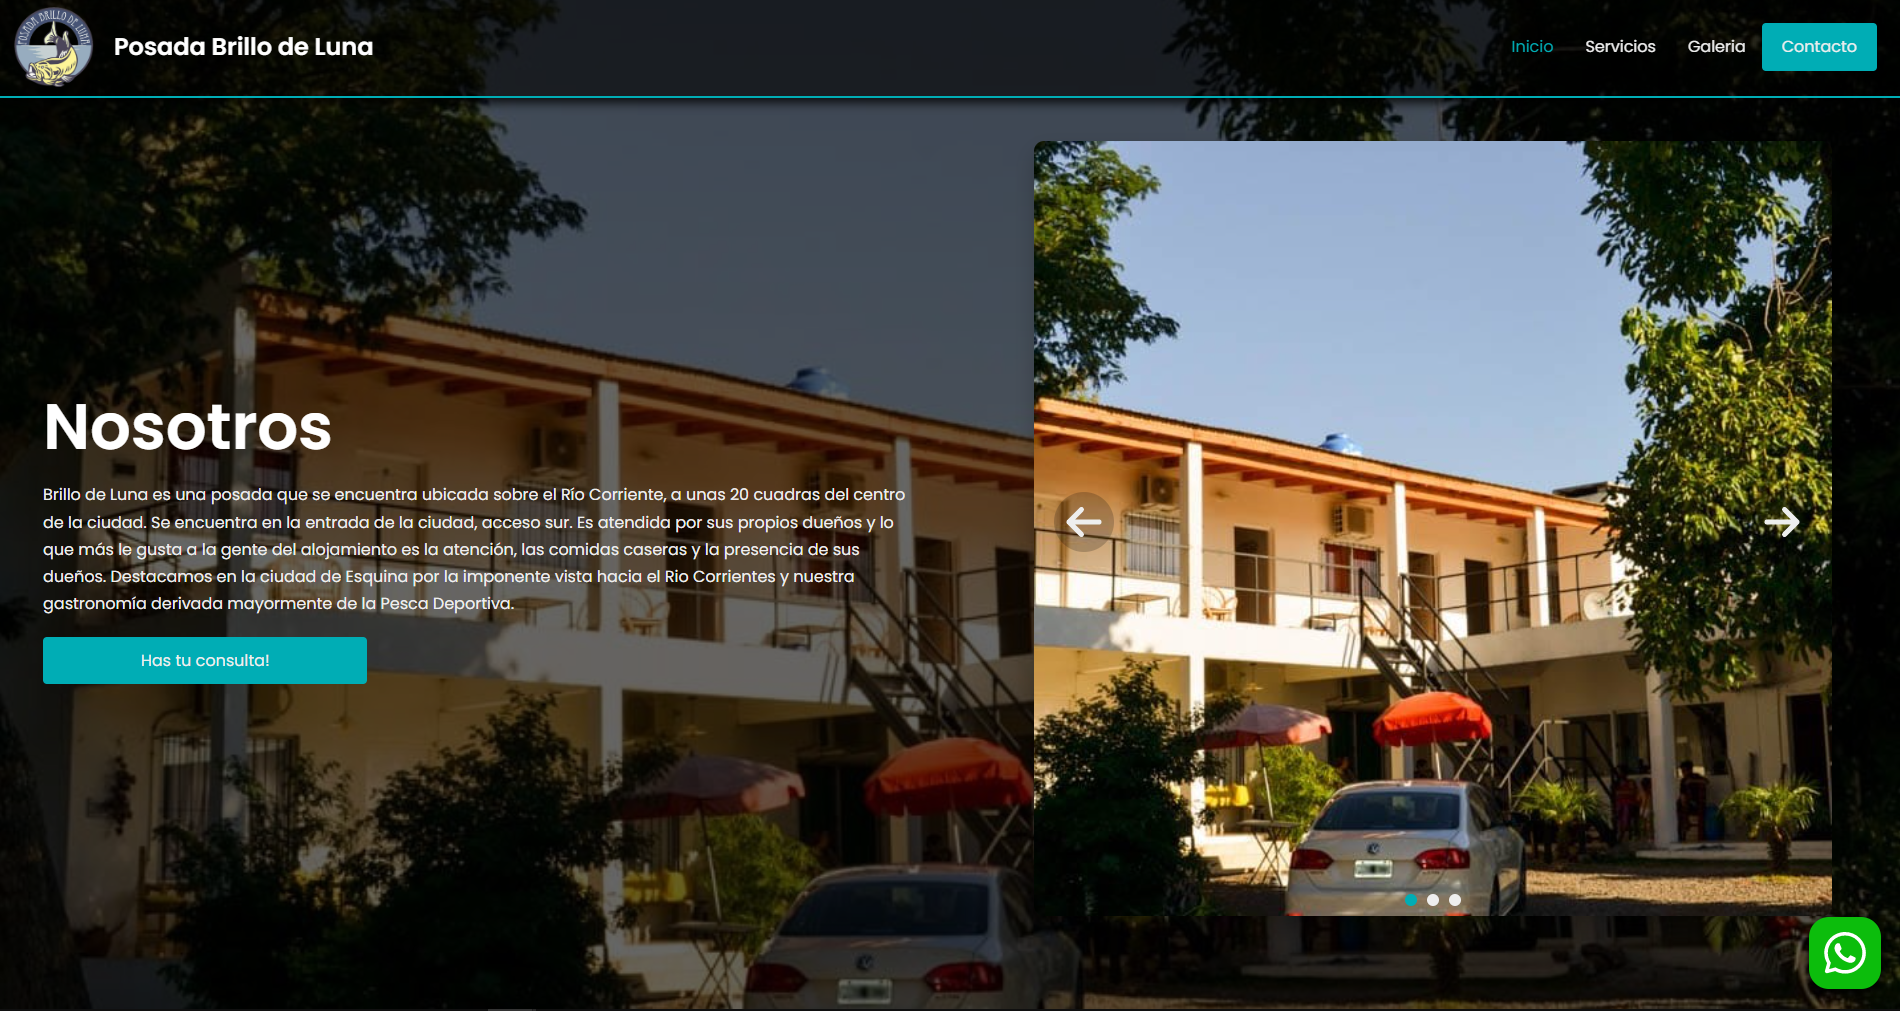 POSADA BRILLO DE LUNA
Posada Brillo de Luna
Inicio
Servicios
Galeria
Contacto
Nosotros
Brillo de Luna es una posada que se encuentra ubicada sobre el Río Corriente, a unas 20 cuadras del centro
de la ciudad. Se encuentra en la entrada de la ciudad, acceso sur. Es atendida por sus propios dueños y lo
que más le gusta a la gente del alojamiento es la atención, las comidas caseras y la presencia de sus
dueños. Destacamos en la ciudad de Esquina por la imponente vista hacia el Rio Corrientes y nuestra
gastronomía derivada mayormente de la Pesca Deportiva.
Has tu consulta!